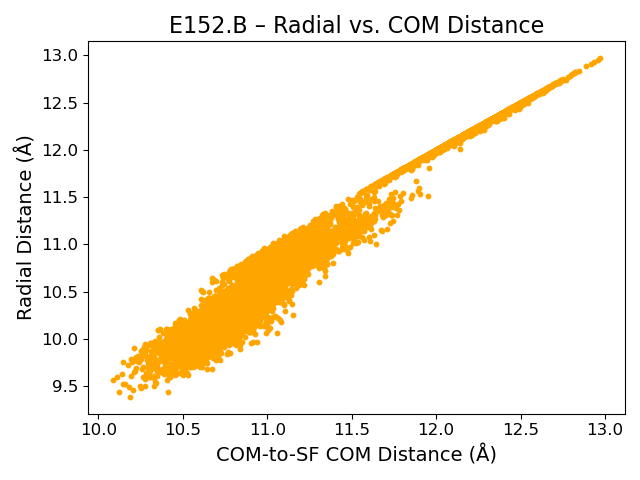 E152.B – Radial vs. COM Distance
Radial Distance (Å)
13.0
12.5
12.0
11.5
11.0
10.5
10.0
9.5
10.0 10.5 11.0 11.5 12.0 12.5 13.0
COM-to-SF COM Distance (Å)